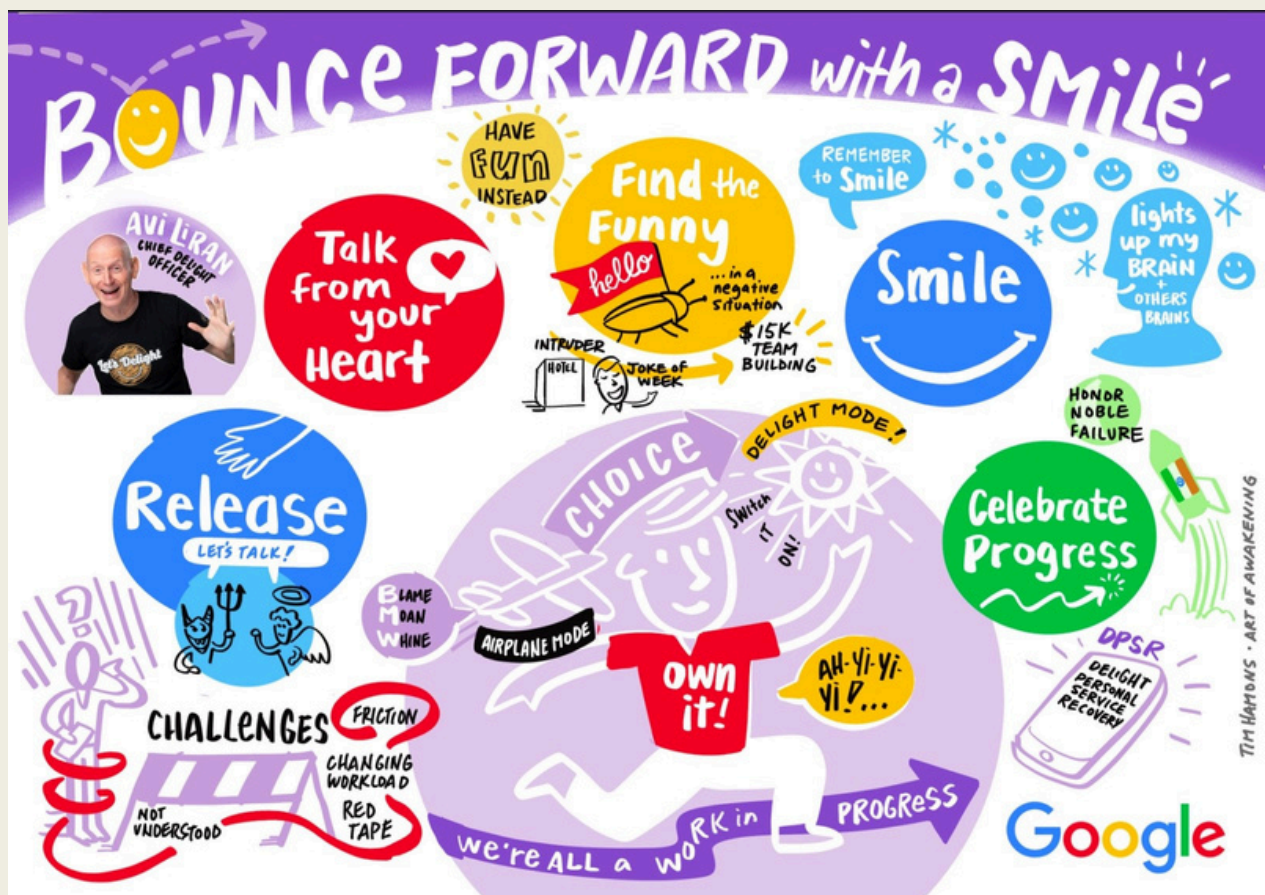 BOUNCE FORWARD with a SMiLe
AVi LiRAN
CHIEF DELIGHT
OFFICER
Let's Delight
Talk
from
your
Heart
HAVE
FUN
INSTEAD
Find the
Funny
hello
...in a
negative
situation
INTRUDER
HOTEL
JOKE OF
WEEK
$15K
TEAM
BUILDING
REMEMBER
to Smile
Smile
lights
up my
BRAIN
+
OTHERS
BRAINS
Release
LET'S TALK!
CHOICE
DELIGHT MODE!
SWitch
IT
ON!
HONOR
NOBLE
FAILURE
Celebrate
Progress
BLAME
MOAN
WHINE
AIRPLANE MODE
OWN
it!
AH-Yi-Yi-
Yi!...
DPSR
DELIGHT
PERSONAL
SERVICE
RECOVERY
?
CHALLENGES
FRICTION
CHANGING
WORKLOAD
RED
TAPE
NOT
UNDERSTOOD
We'Re ALL a WORK in PROGRESS
TIM HAMONS · ART OF AWAKENING
Google